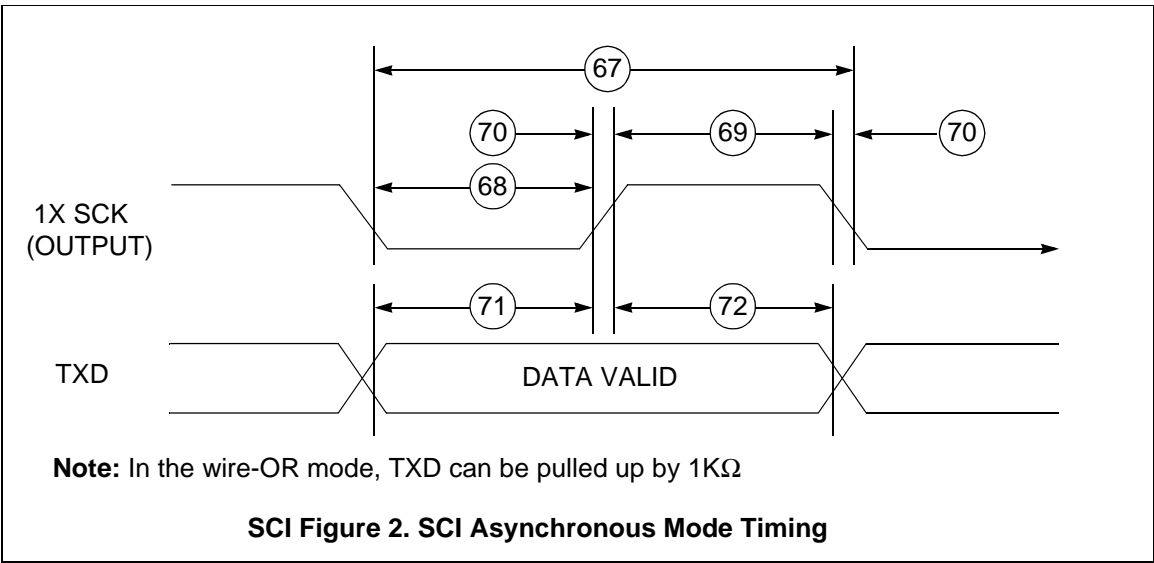 67
70
69
70
68
1X SCK
(OUTPUT)
71
72
TXD
DATA VALID
Note: In the wire-OR mode, TXD can be pulled up by 1KΩ
SCI Figure 2. SCI Asynchronous Mode Timing